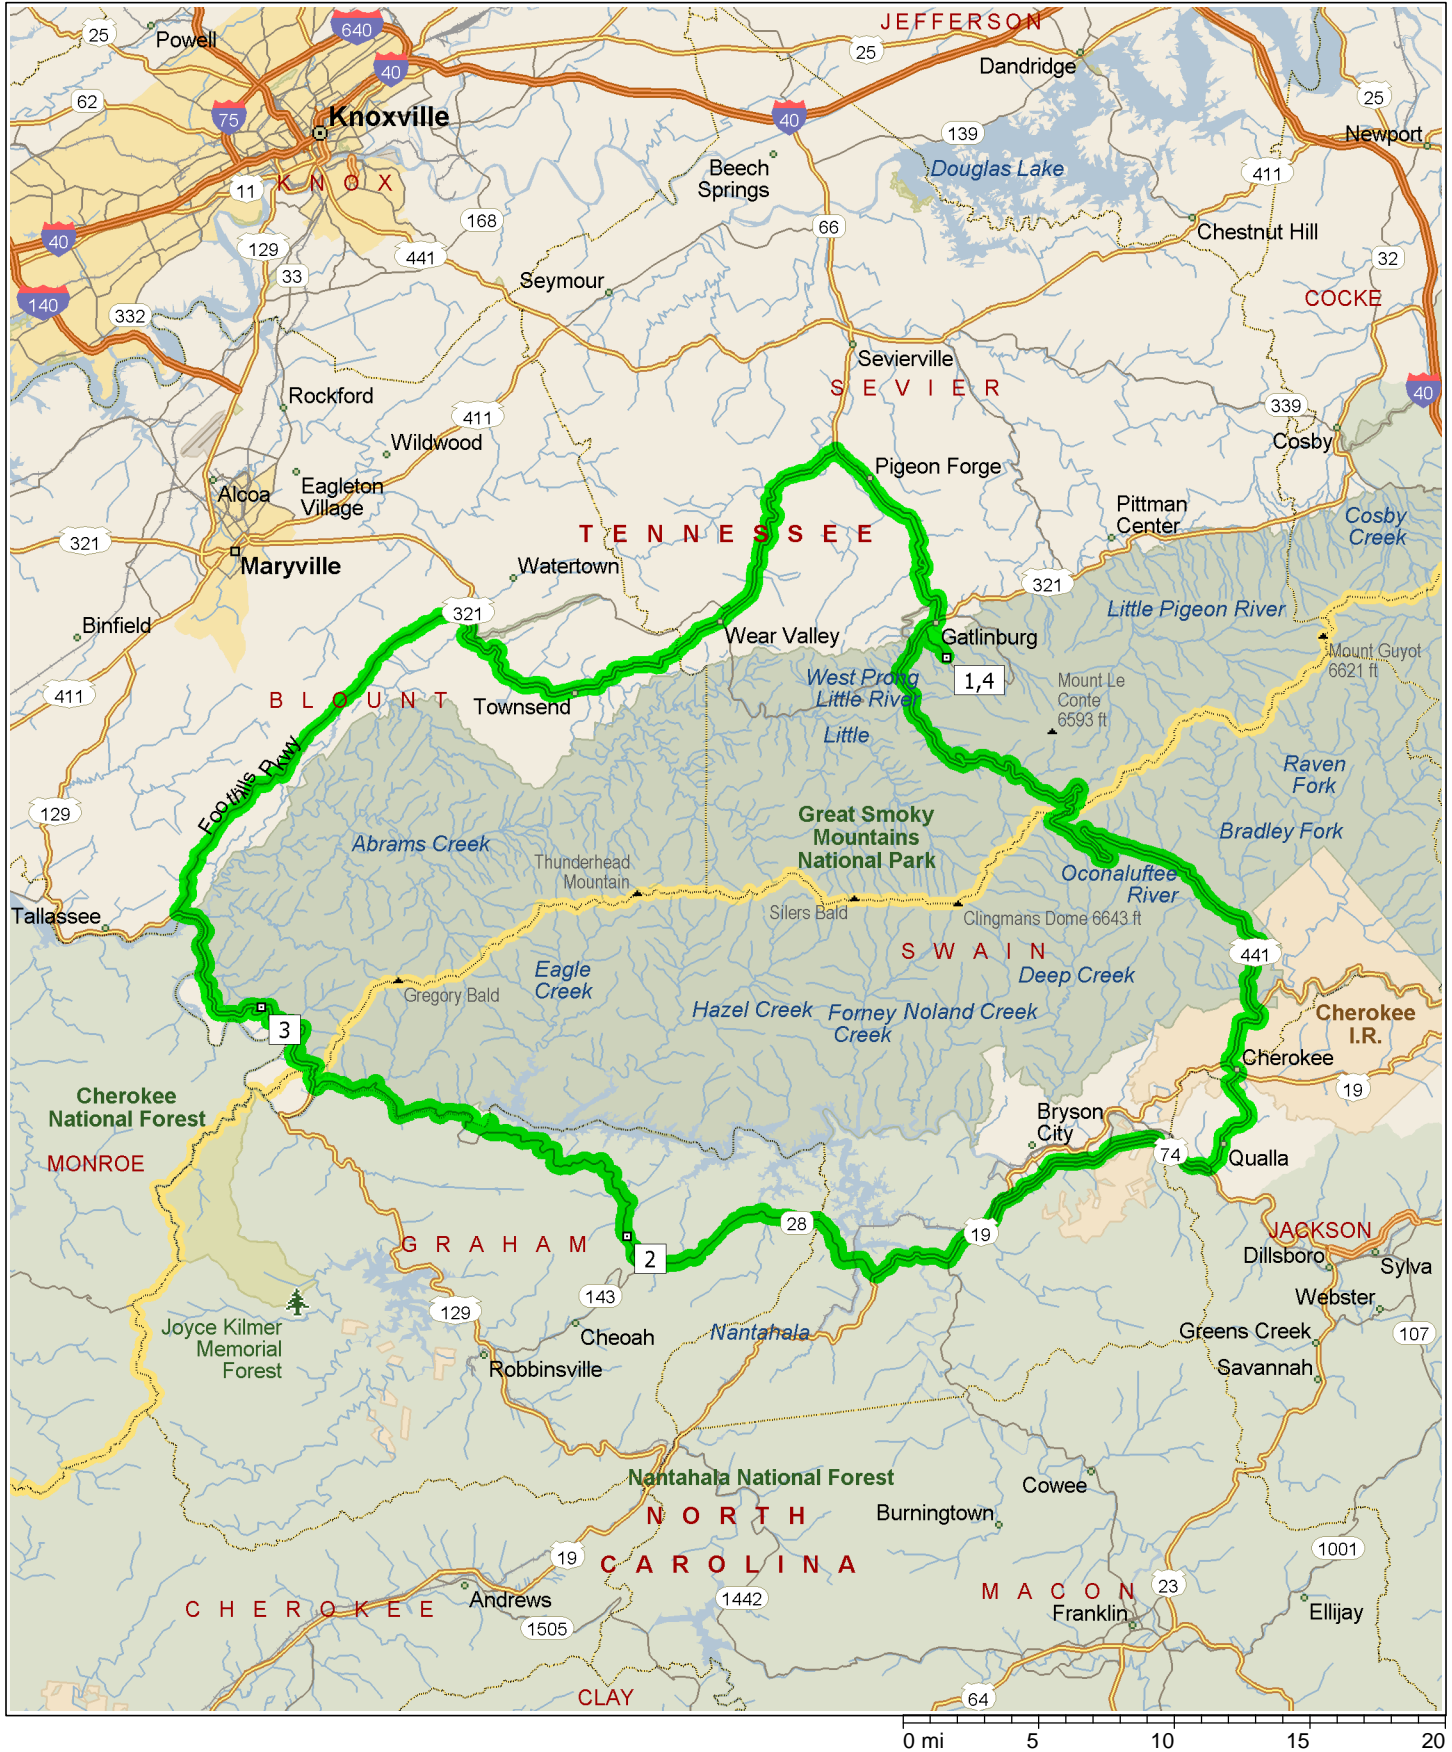 640
JEFFERSON
25
Powell
25
40
Dandridge
62
75
Knoxville
40
25
139
Newport
Beech
Springs
Douglas Lake
411
11
KNOX
168
66
Chestnut Hill
40
129
441
33
32
Seymour
140
332
COCKE
Sevierville
SEVIER
Rockford
40
411
339
Wildwood
Cosby
Pigeon Forge
Alcoa
Eagleton
Village
Pittman
Center
Cosby
Creek
321
TENNESSEE
Maryville
Watertown
321
Little Pigeon River
321
Binfield
Wear Valley
Gatlinburg
Mount Guyot
6621 ft
West Prong
Little River
1,4
Mount Le
Conte
6593 ft
411
BLOUNT
Townsend
Little
Foothills Pkwy
Raven
Fork
129
Great Smoky
Mountains
National Park
Bradley Fork
Abrams Creek
Thunderhead
Mountain
Oconaluftee
River
Tallassee
Silers Bald
Clingmans Dome 6643 ft
SWAIN
441
Eagle
Creek
Deep Creek
Gregory Bald
Hazel Creek
Forney
Creek
Noland Creek
Cherokee
I.R.
3
Cherokee
19
Cherokee
National Forest
Bryson
City
MONROE
74
Qualla
28
19
JACKSON
GRAHAM
2
Dillsboro
Sylva
143
Webster
129
Joyce Kilmer
Memorial
Forest
Cheoah
Nantahala
Greens Creek
107
Robbinsville
Savannah
Nantahala National Forest
Cowee
NORTH
Burningtown
CAROLINA
19
1001
MACON
23
CHEROKEE
Andrews
1442
Franklin
Ellijay
1505
CLAY
64
0 mi 5 10 15 20